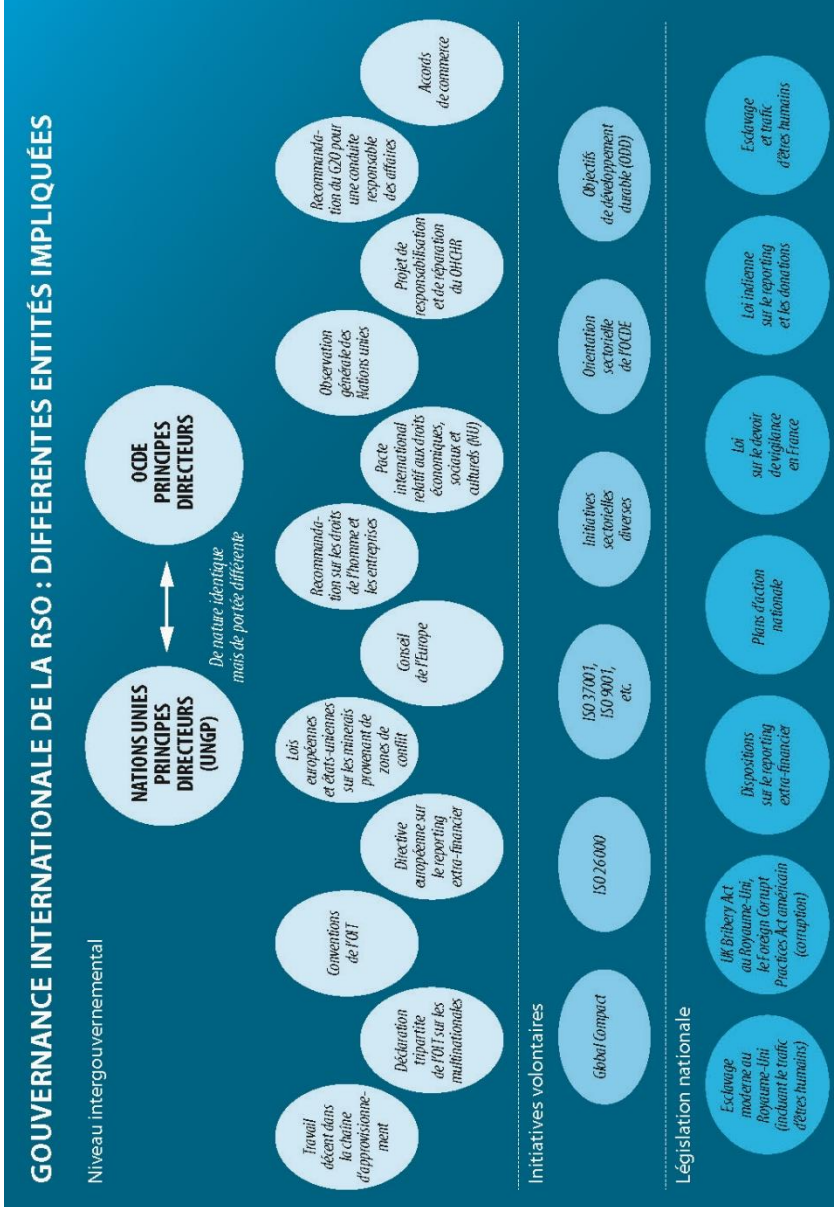 GOUVERNANCE INTERNATIONALE DE LA RSO : DIFFERENTES ENTITÉS IMPLIQUÉES
Niveau intergouvernemental
NATIONS UNIES
PRINCIPES
DIRECTEURS
(UNGP)
De nature identique
mais de portée différente
OCDE
PRINCIPES
DIRECTEURS
Travail
décent dans
la chaîne
d'approvisionne-
ment
Déclaration
tripartite
de l'OIT sur les
multinationales
Conventions
de l'OIT
Directive
européenne sur
le reporting
extra-financier
Lois
européennes
et états-uniennes
sur les minerais
provenant de
zones de
conflit
Conseil
de l'Europe
Recommanda-
tion sur les droits
de l'homme et
les entreprises
Pacte
international
relatif aux droits
économiques,
sociaux et
culturels (NU)
Observation
générale des
Nations unies
Projet de
responsabilisation
et de réparation
du OHCHR
Recommanda-
tion du G20 pour
une conduite
responsable
des affaires
Accords
de commerce
Initiatives volontaires
Global Compact
ISO 26000
ISO 37001,
ISO 9001,
etc.
Initiatives
sectorielles
diverses
Orientation
sectorielle
de l'OCDE
Objectifs
de développement
durable (ODD)
Législation nationale
Esclavage
moderne au
Royaume-Uni
(incluant le trafic
d'êtres humains)
UK Bribery Act
au Royaume-Uni,
le Foreign Corrupt
Practices Act américain
(corruption)
Dispositions
sur le reporting
extra-financier
Plans d'action
nationale
Loi
sur le devoir
de vigilance
en France
Loi indienne
sur le reporting
et les donations
Esclavage
et trafic
d'êtres humains